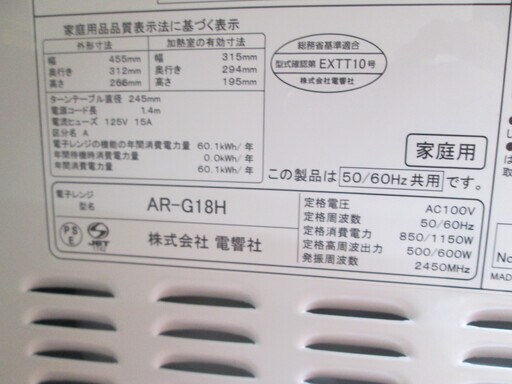 家庭用品品質表示法に基づく表示
外形寸法 加熱室の有効寸法
幅 455mm 幅 315mm
奥行き 312mm 奥行き 294mm
高さ 266mm 高さ 195mm
ターンテーブル直径 245mm
電源コード長 1.4m
電流ヒューズ 125V 15A
区分名 A
電子レンジの機能の年間消費電力量 60.1kWh/年
年間待機時消費電力量 0.0kWh/年
年間消費電力量 60.1kWh/年
総務省基準適合
型式確認第 EXTT10号
株式会社 電響社
家庭用
この製品は 50/60Hz共用 です。
電子レンジ
型名 AR-G18H
PS
E
JET
株式会社 電響社
定格電圧 AC100V
定格周波数 50/60Hz
定格消費電力 850/1150W
定格高周波出力 500/600W
発振周波数 2450MHz
No
MAD